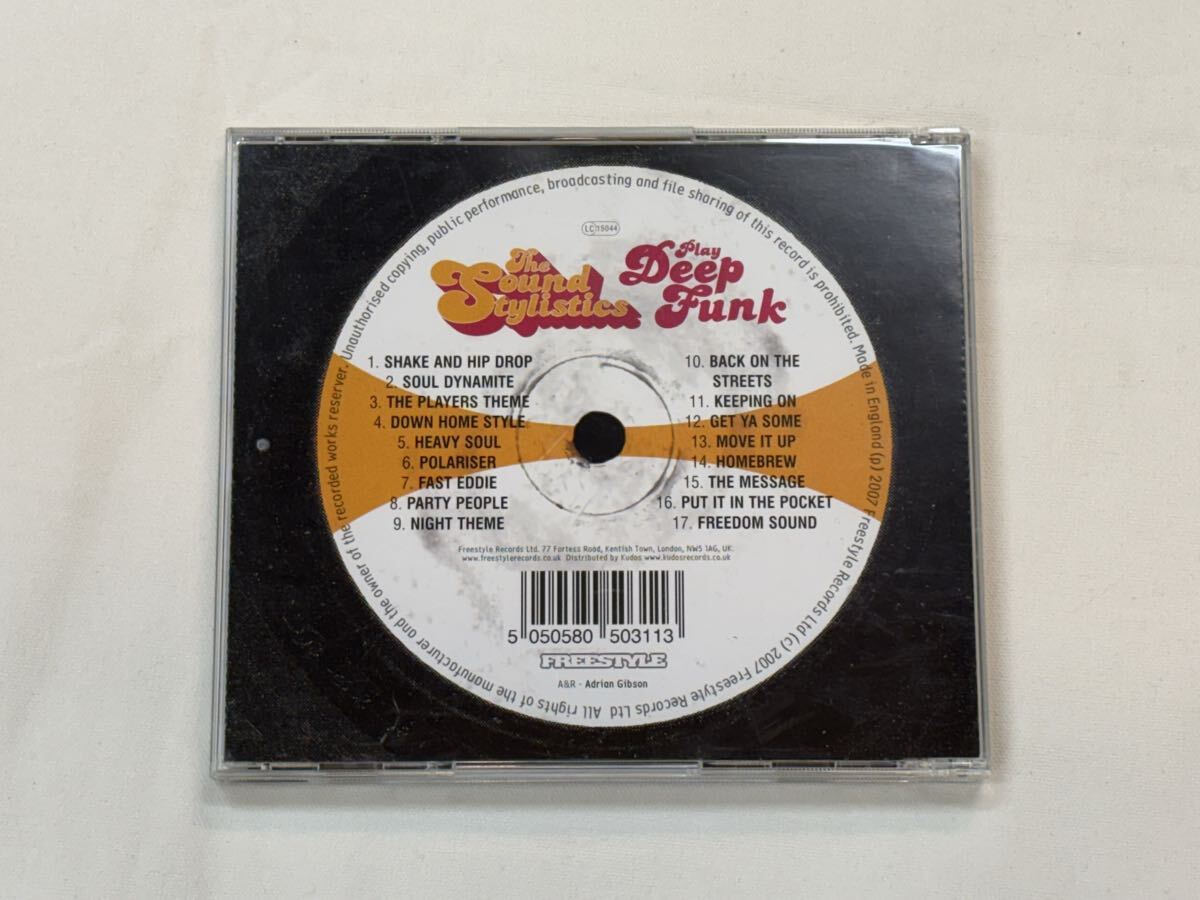 Unauthorised copying, public performance, broadcasting and file sharing of this record is prohibited. Made in England (p) 2007 Freestyle Records Ltd (c) 2007 Freestyle Records Ltd All rights of the manufacturer and the owner of the recorded works reserver.
LC 15044
The Sound Stylistics
Play Deep Funk
1. SHAKE AND HIP DROP
2. SOUL DYNAMITE
3. THE PLAYERS THEME
4. DOWN HOME STYLE
5. HEAVY SOUL
6. POLARISER
7. FAST EDDIE
8. PARTY PEOPLE
9. NIGHT THEME
10. BACK ON THE
STREETS
11. KEEPING ON
12. GET YA SOME
13. MOVE IT UP
14. HOMEBREW
15. THE MESSAGE
16. PUT IT IN THE POCKET
17. FREEDOM SOUND
Freestyle Records Ltd. 77 Fortess Road, Kentish Town, London, NW5 1AG, UK.
www.freestylerecords.co.uk Distributed by Kudos www.kudosrecords.co.uk
5 050580 503113
FREESTYLE
A&R - Adrian Gibson